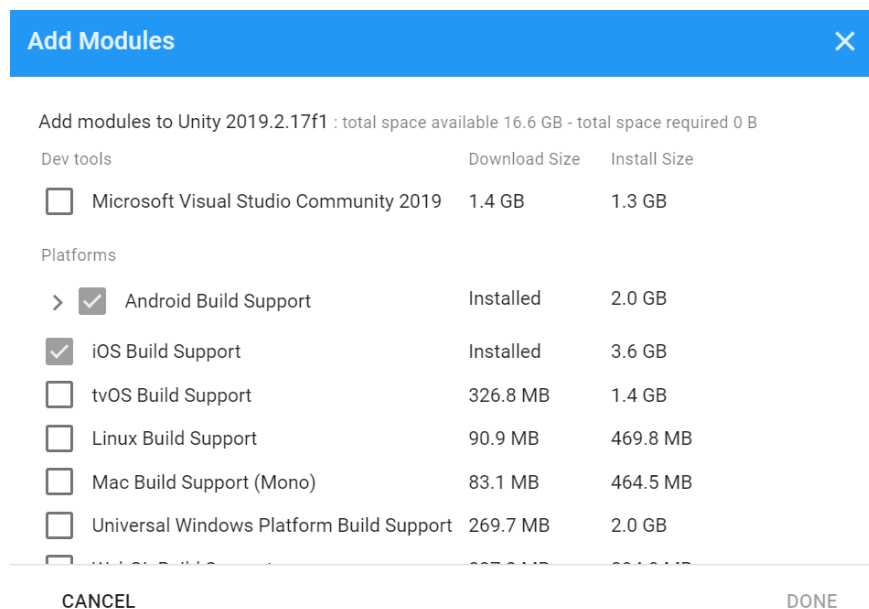 Add Modules
Add modules to Unity 2019.2.17f1 : total space available 16.6 GB - total space required 0 B
Dev tools Download Size Install Size
Microsoft Visual Studio Community 2019 1.4 GB 1.3 GB
Platforms
Android Build Support Installed 2.0 GB
iOS Build Support Installed 3.6 GB
tvOS Build Support 326.8 MB 1.4 GB
Linux Build Support 90.9 MB 469.8 MB
Mac Build Support (Mono) 83.1 MB 464.5 MB
Universal Windows Platform Build Support 269.7 MB 2.0 GB
CANCEL DONE